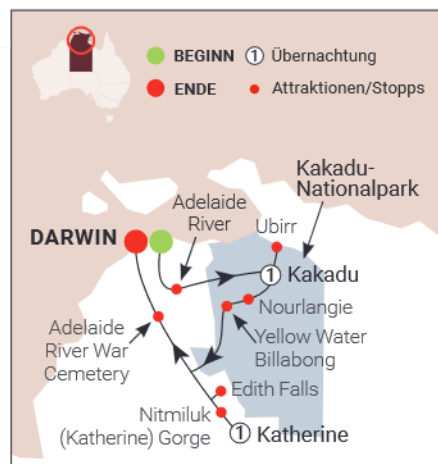 BEGINN
① Übernachtung
ENDE
Attraktionen/Stopps
Kakadu-
Nationalpark
Adelaide
River
Ubirr
DARWIN
① Kakadu
Nourlangie
Adelaide
River War
Cemetery
Yellow Water
Billabong
Edith Falls
Nitmiluk
(Katherine) Gorge
① Katherine